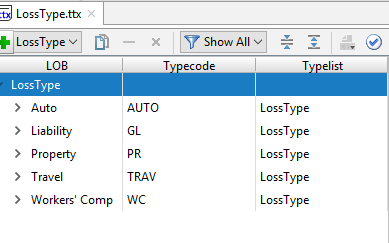 LossType.ttx
LossType
Show All
LOB Typecode Typelist
LossType
Auto AUTO LossType
Liability GL LossType
Property PR LossType
Travel TRAV LossType
Workers' Comp WC LossType